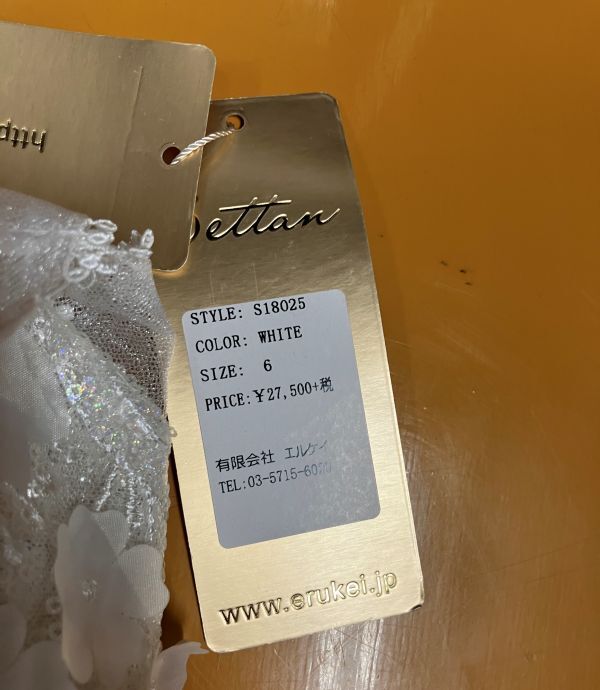 http
STYLE: S18025
COLOR: WHITE
SIZE: 6
PRICE:￥27,500+税
有限会社 エルケイ
www.erukei.jp